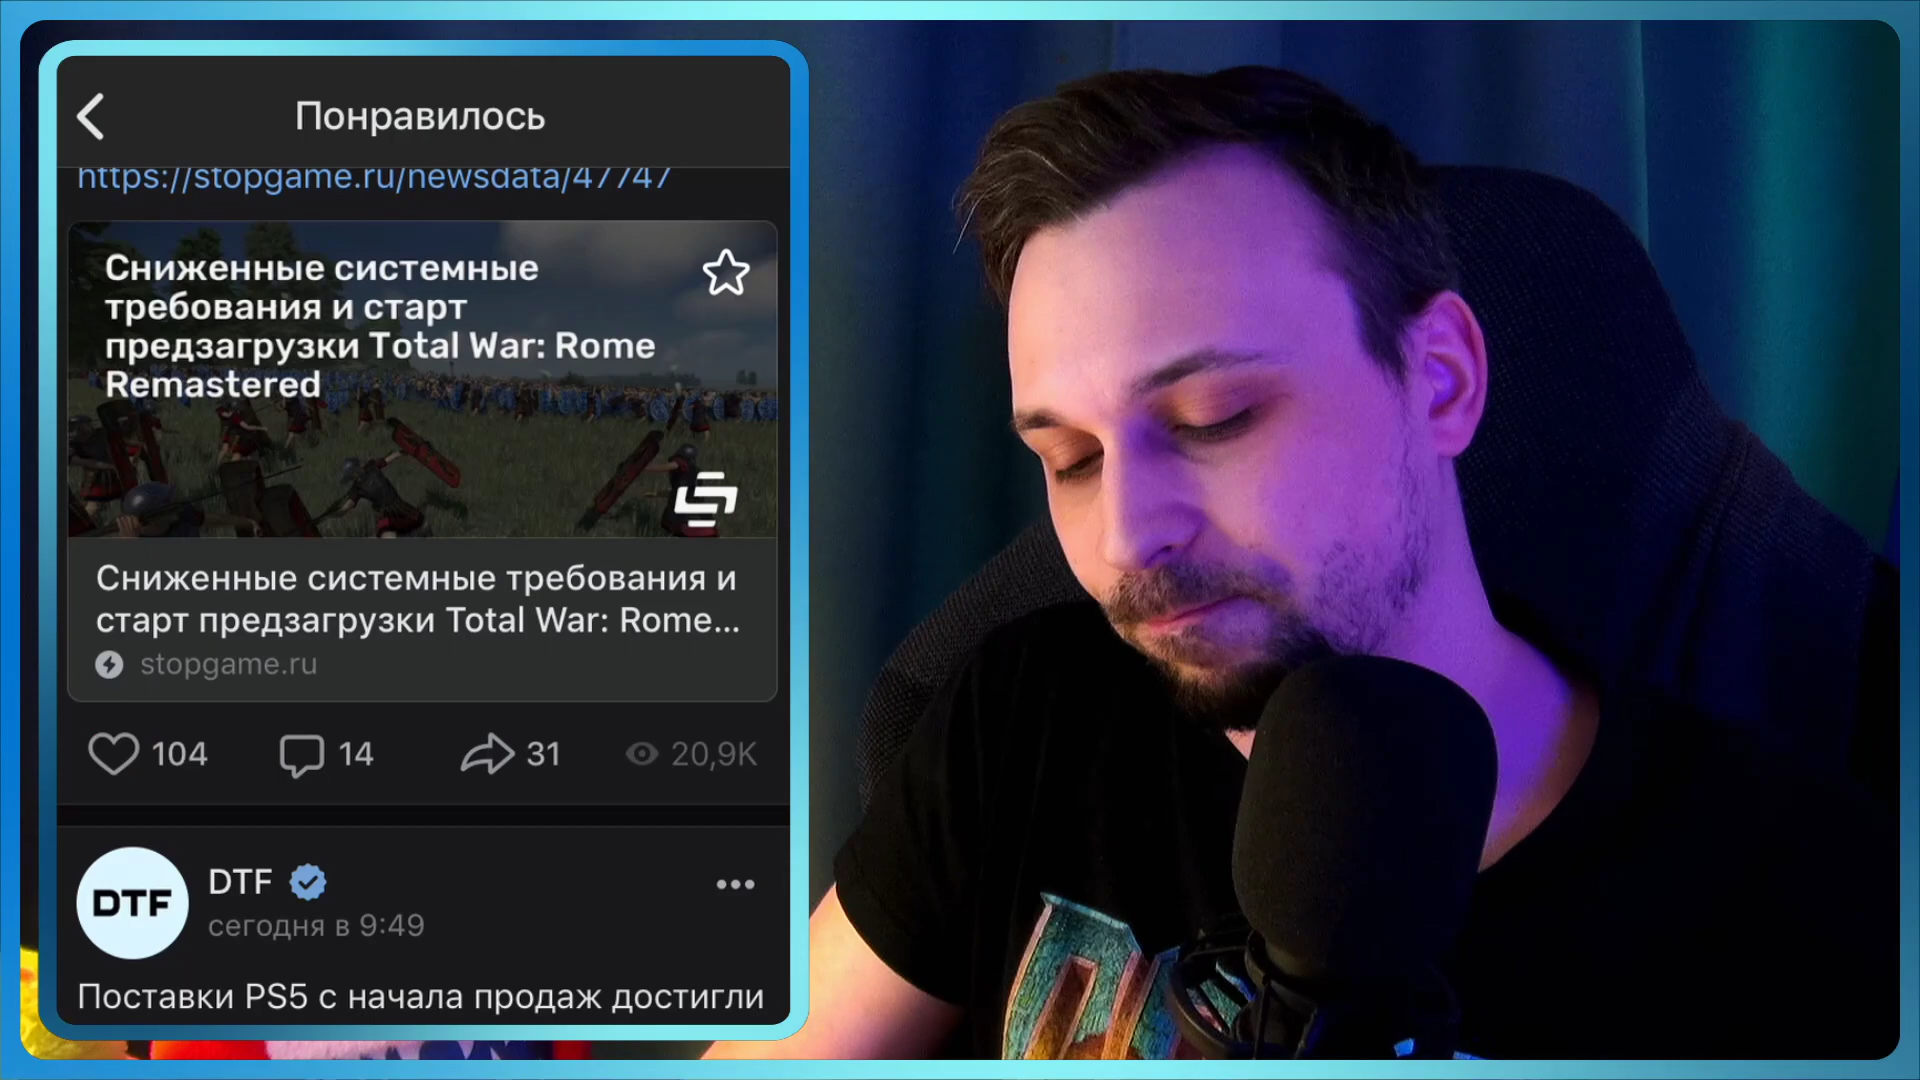 Понравилось
https://stopgame.ru/newsdata/47747
Сниженные системные
требования и старт
предзагрузки Total War: Rome
Remastered
Сниженные системные требования и
старт предзагрузки Total War: Rome...
stopgame.ru
104
14
31
20,9K
DTF
DTF
сегодня в 9:49
Поставки PS5 с начала продаж достигли